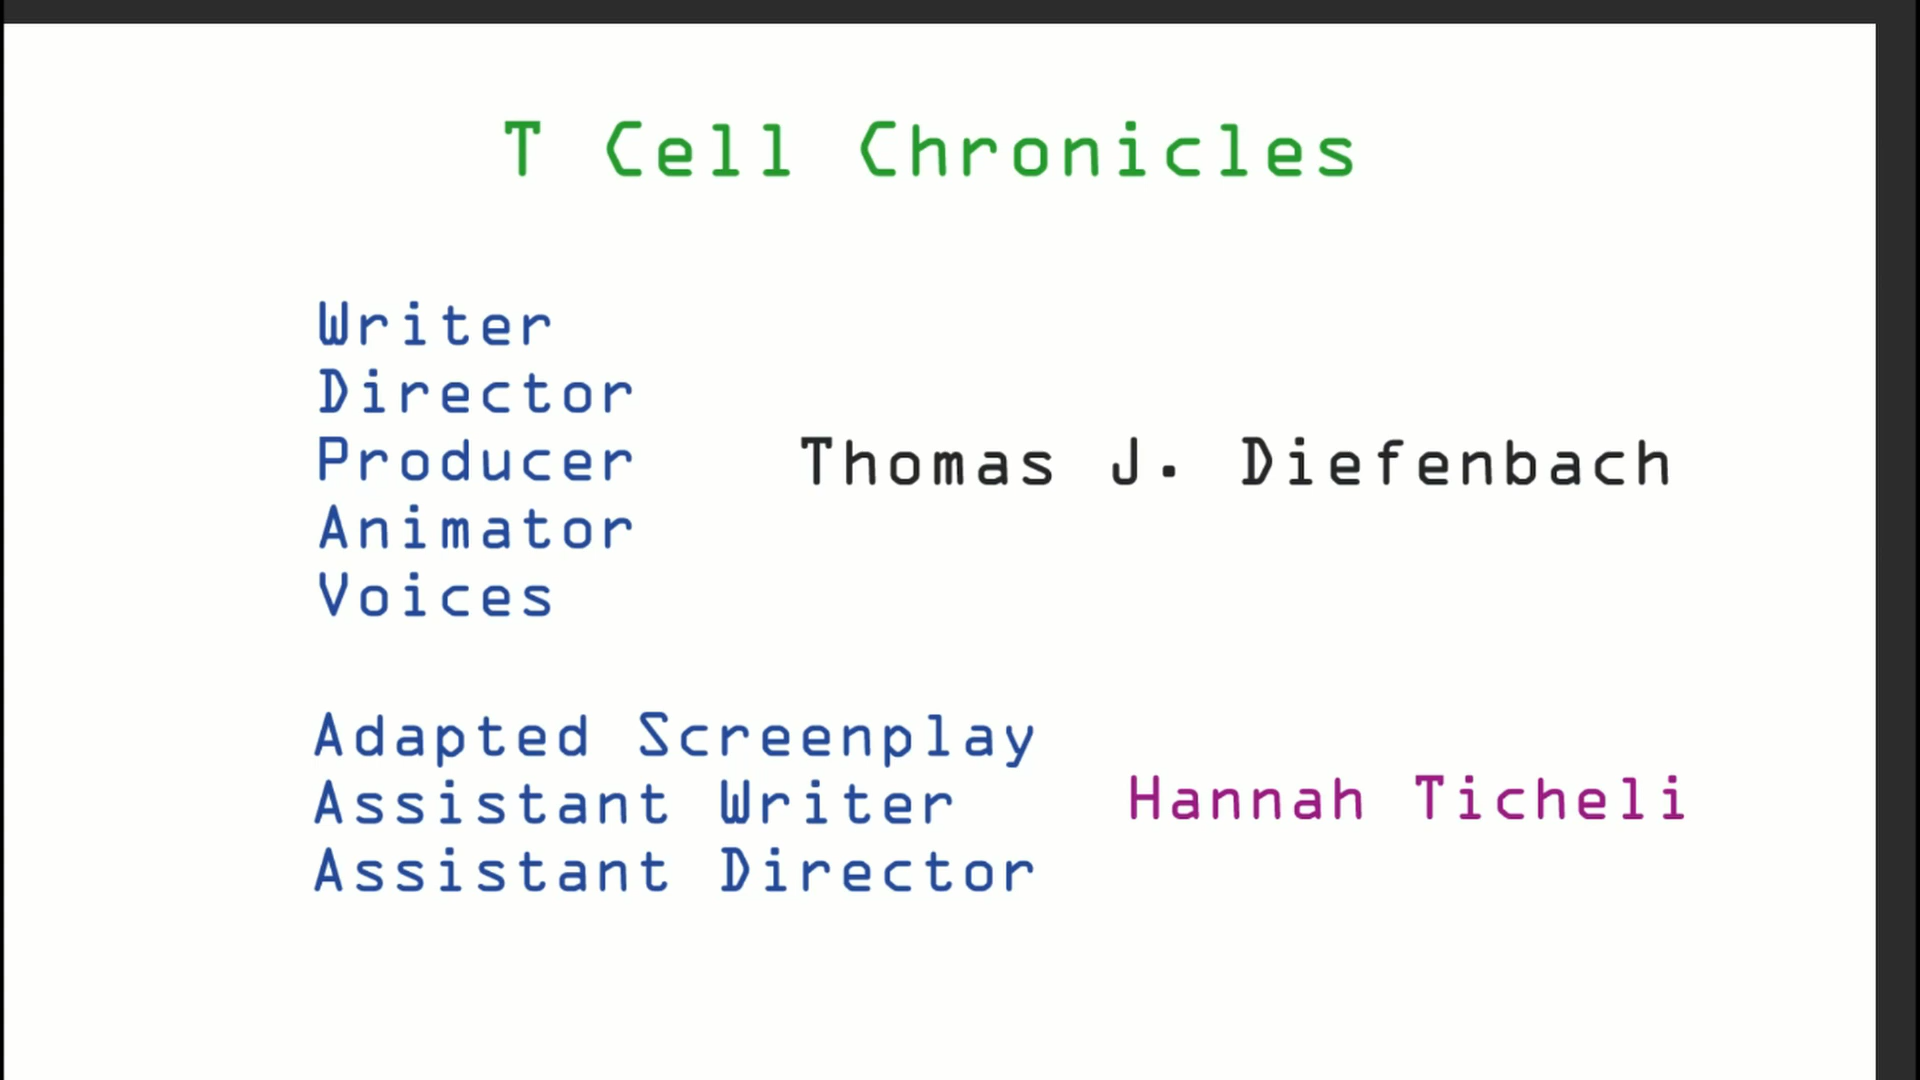 T Cell Chronicles
Writer
Director
Producer
Animator
Voices
Thomas J. Diefenbach
Adapted Screenplay
Assistant Writer
Assistant Director
Hannah Ticheli